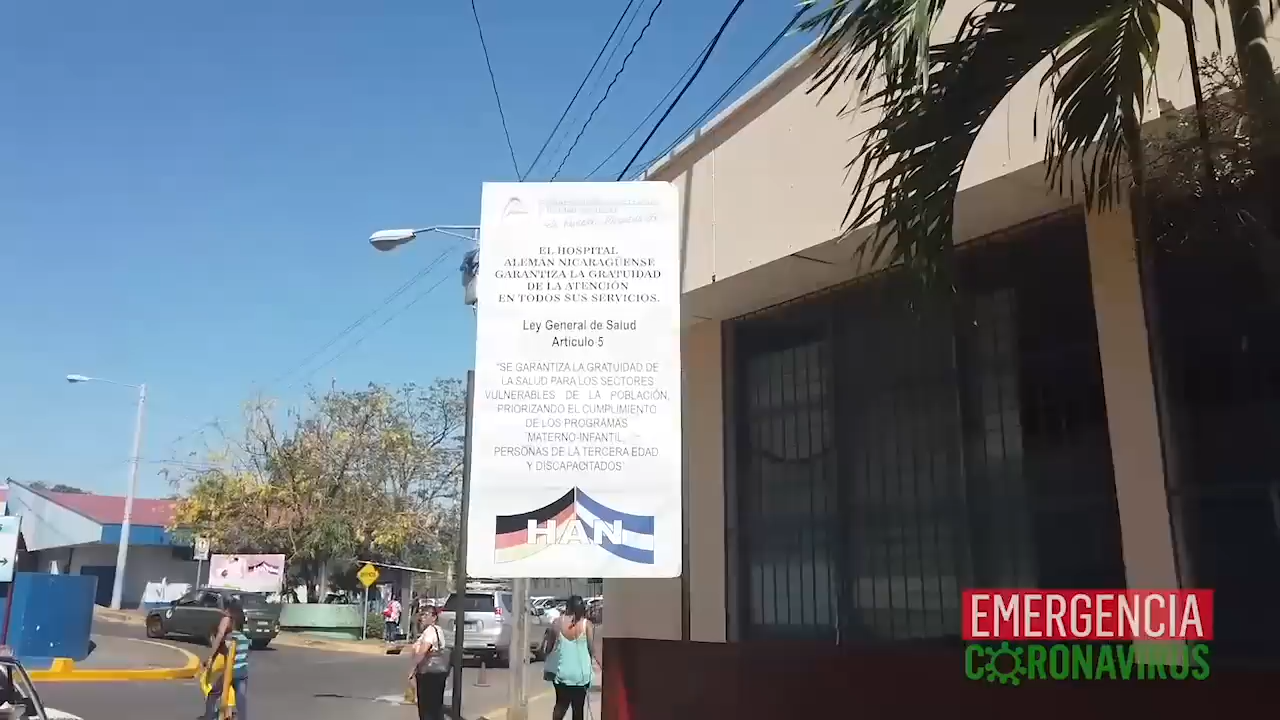 EL HOSPITAL
ALEMÁN NICARAGÜENSE
GARANTIZA LA GRATUIDAD
DE LA ATENCIÓN
EN TODOS SUS SERVICIOS.
Ley General de Salud
Articulo 5
"SE GARANTIZA LA GRATUIDAD DE
LA SALUD PARA LOS SECTORES
VULNERABLES DE LA POBLACIÓN,
PRIORIZANDO EL CUMPLIMIENTO
DE LOS PROGRAMAS
MATERNO-INFANTIL,
PERSONAS DE LA TERCERA EDAD
Y DISCAPACITADOS"
HAN
EMERGENCIA
CORONAVIRUS